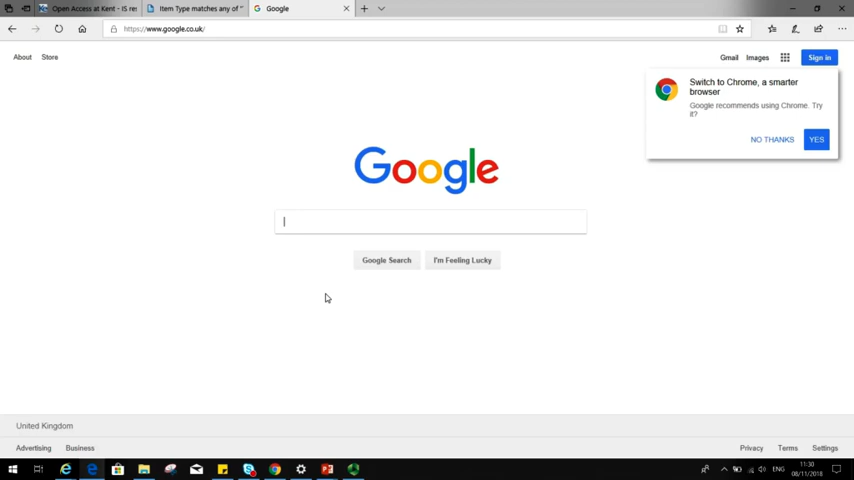 Open Access at Kent - IS res
Item Type matches any of "
Google
https://www.google.co.uk/
About
Store
Gmail
Images
Sign in
Switch to Chrome, a smarter
browser
Google recommends using Chrome. Try
it?
NO THANKS
YES
Google
Google Search
I'm Feeling Lucky
United Kingdom
Advertising
Business
Privacy
Terms
Settings
ENG
11:30
08/11/2018